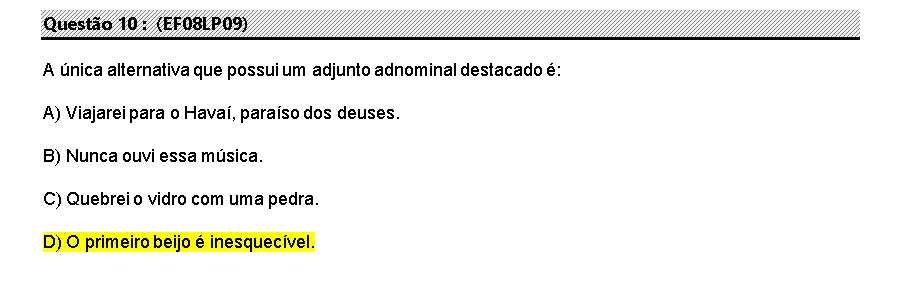 Questão 10 : (EF08LP09)
A única alternativa que possui um adjunto adnominal destacado é:
A) Viajarei para o Havaí, paraíso dos deuses.
B) Nunca ouvi essa música.
C) Quebrei o vidro com uma pedra.
D) O primeiro beijo é inesquecível.